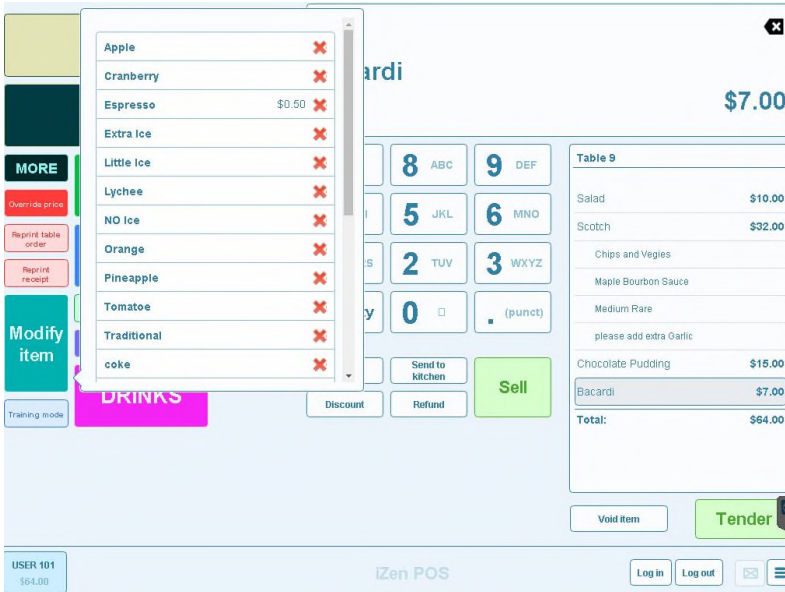 Apple
Cranberry
Espresso $0.50
Extra Ice
Little Ice
Lychee
NO Ice
Orange
Pineapple
Tomatoe
Traditional
coke
ardi
$7.00
MORE
Override price
Reprint table
order
Reprint
receipt
Modify
item
Training mode
DRINKS
8 ABC
9 DEF
5 JKL
6 MNO
2 TUV
3 WXYZ
0
. (punct)
Send to
kitchen
Sell
Discount
Refund
Table 9
Salad $10.00
Scotch $32.00
Chips and Vegies
Maple Bourbon Sauce
Medium Rare
please add extra Garlic
Chocolate Pudding $15.00
Bacardi $7.00
Total: $64.00
Void item
Tender
USER 101
$64.00
iZen POS
Log in
Log out